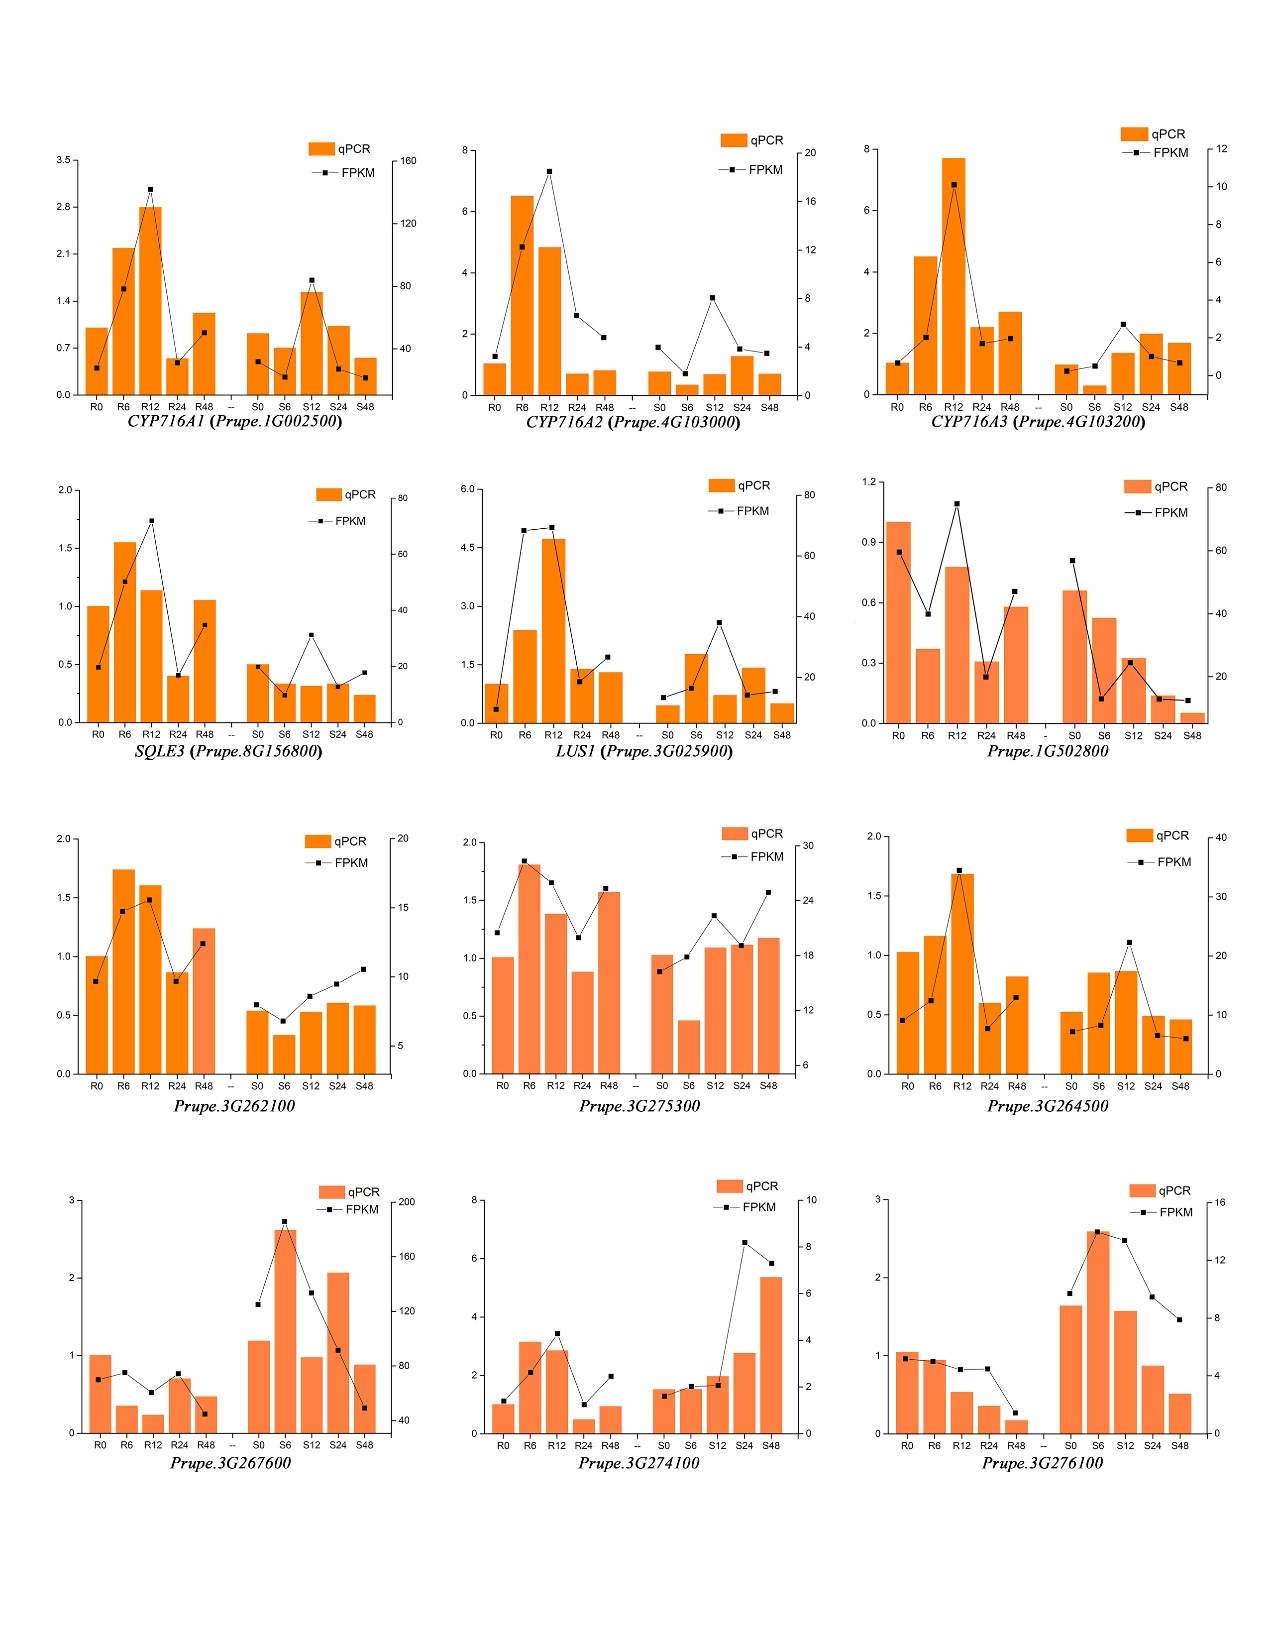 qPCR
FPKM
3.5
2.8
2.1
1.4
0.7
0.0
160
120
80
40
R0 R6 R12 R24 R48 -- S0 S6 S12 S24 S48
CYP716A1 (Prupe.1G002500)
qPCR
FPKM
8
6
4
2
0
20
16
12
8
4
0
R0 R6 R12 R24 R48 -- S0 S6 S12 S24 S48
CYP716A2 (Prupe.4G103000)
qPCR
FPKM
8
6
4
2
0
12
10
8
6
4
2
0
R0 R6 R12 R24 R48 -- S0 S6 S12 S24 S48
CYP716A3 (Prupe.4G103200)
qPCR
FPKM
2.0
1.5
1.0
0.5
0.0
80
60
40
20
0
R0 R6 R12 R24 R48 -- S0 S6 S12 S24 S48
SQLE3 (Prupe.8G156800)
qPCR
FPKM
6.0
4.5
3.0
1.5
0.0
80
60
40
20
R0 R6 R12 R24 R48 -- S0 S6 S12 S24 S48
LUS1 (Prupe.3G025900)
qPCR
FPKM
1.2
0.9
0.6
0.3
0.0
80
60
40
20
R0 R6 R12 R24 R48 - S0 S6 S12 S24 S48
Prupe.1G502800
qPCR
FPKM
2.0
1.5
1.0
0.5
0.0
20
15
10
5
R0 R6 R12 R24 R48 -- S0 S6 S12 S24 S48
Prupe.3G262100
qPCR
FPKM
2.0
1.5
1.0
0.5
0.0
30
24
18
12
6
R0 R6 R12 R24 R48 -- S0 S6 S12 S24 S48
Prupe.3G275300
qPCR
FPKM
2.0
1.5
1.0
0.5
0.0
40
30
20
10
0
R0 R6 R12 R24 R48 -- S0 S6 S12 S24 S48
Prupe.3G264500
qPCR
FPKM
3
2
1
0
200
160
120
80
40
R0 R6 R12 R24 R48 -- S0 S6 S12 S24 S48
Prupe.3G267600
qPCR
FPKM
8
6
4
2
0
10
8
6
4
2
0
R0 R6 R12 R24 R48 -- S0 S6 S12 S24 S48
Prupe.3G274100
qPCR
FPKM
3
2
1
0
16
12
8
4
0
R0 R6 R12 R24 R48 -- S0 S6 S12 S24 S48
Prupe.3G276100